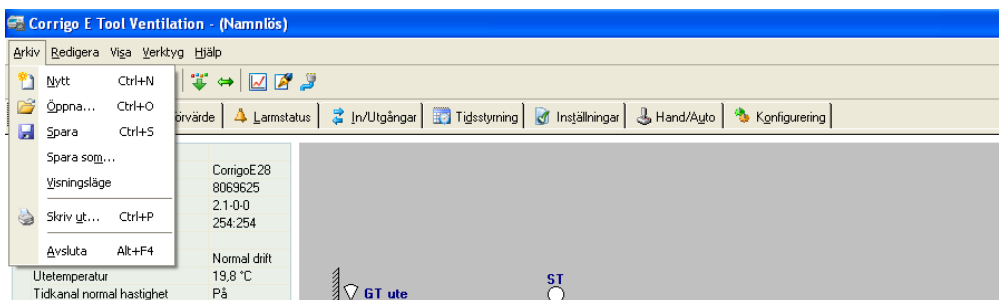 Corrigo E Tool Ventilation - (Namnlös)
Arkiv Redigera Visa Verktyg Hjälp
Nytt Ctrl+N
Öppna... Ctrl+O
örvärde Larmstatus In/Utgångar Tidsstyrning Inställningar Hand/Auto Konfigurering
Spara Ctrl+S
Spara som...
CorrigoE28
Visningsläge
8069625
2.1-0-0
Skriv ut... Ctrl+P
254:254
Avsluta Alt+F4
Normal drift
Utetemperatur 19,8 °C
ST
Tidkanal normal hastighet På
GT ute